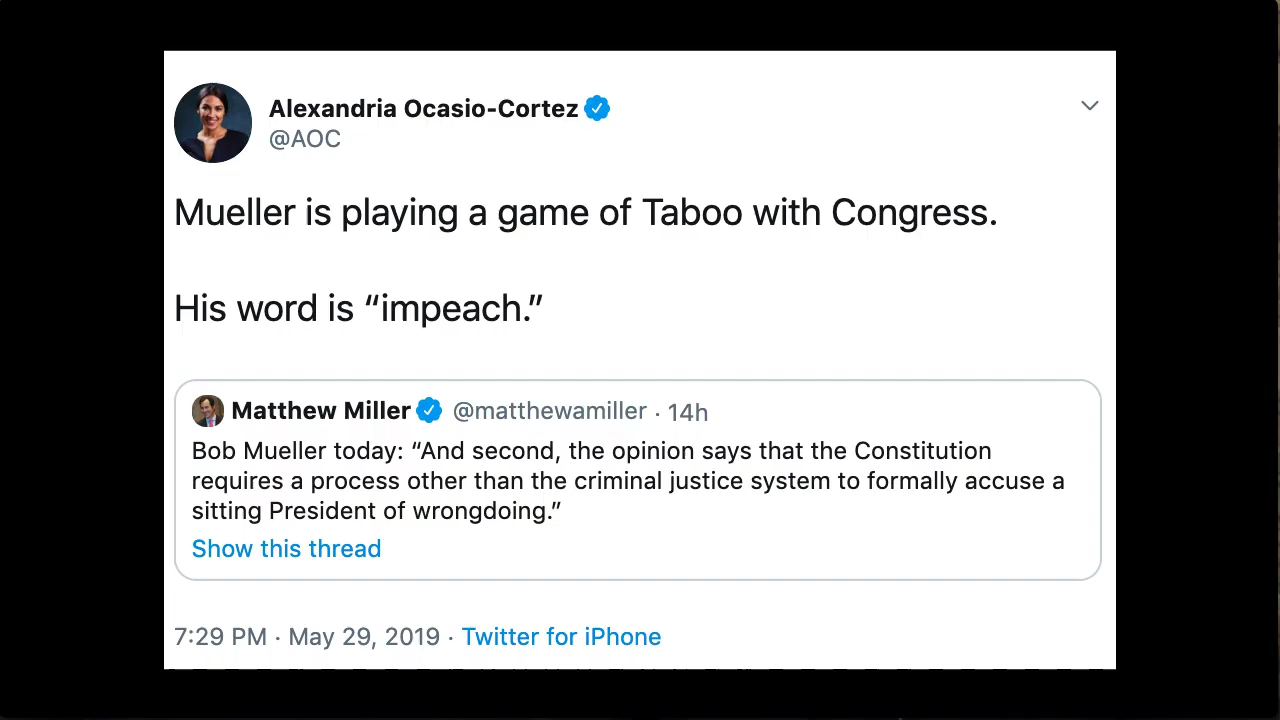 Alexandria Ocasio-Cortez
@AOC
Mueller is playing a game of Taboo with Congress.
His word is “impeach.”
Matthew Miller @matthewamiller · 14h
Bob Mueller today: “And second, the opinion says that the Constitution
requires a process other than the criminal justice system to formally accuse a
sitting President of wrongdoing.”
Show this thread
7:29 PM · May 29, 2019 · Twitter for iPhone